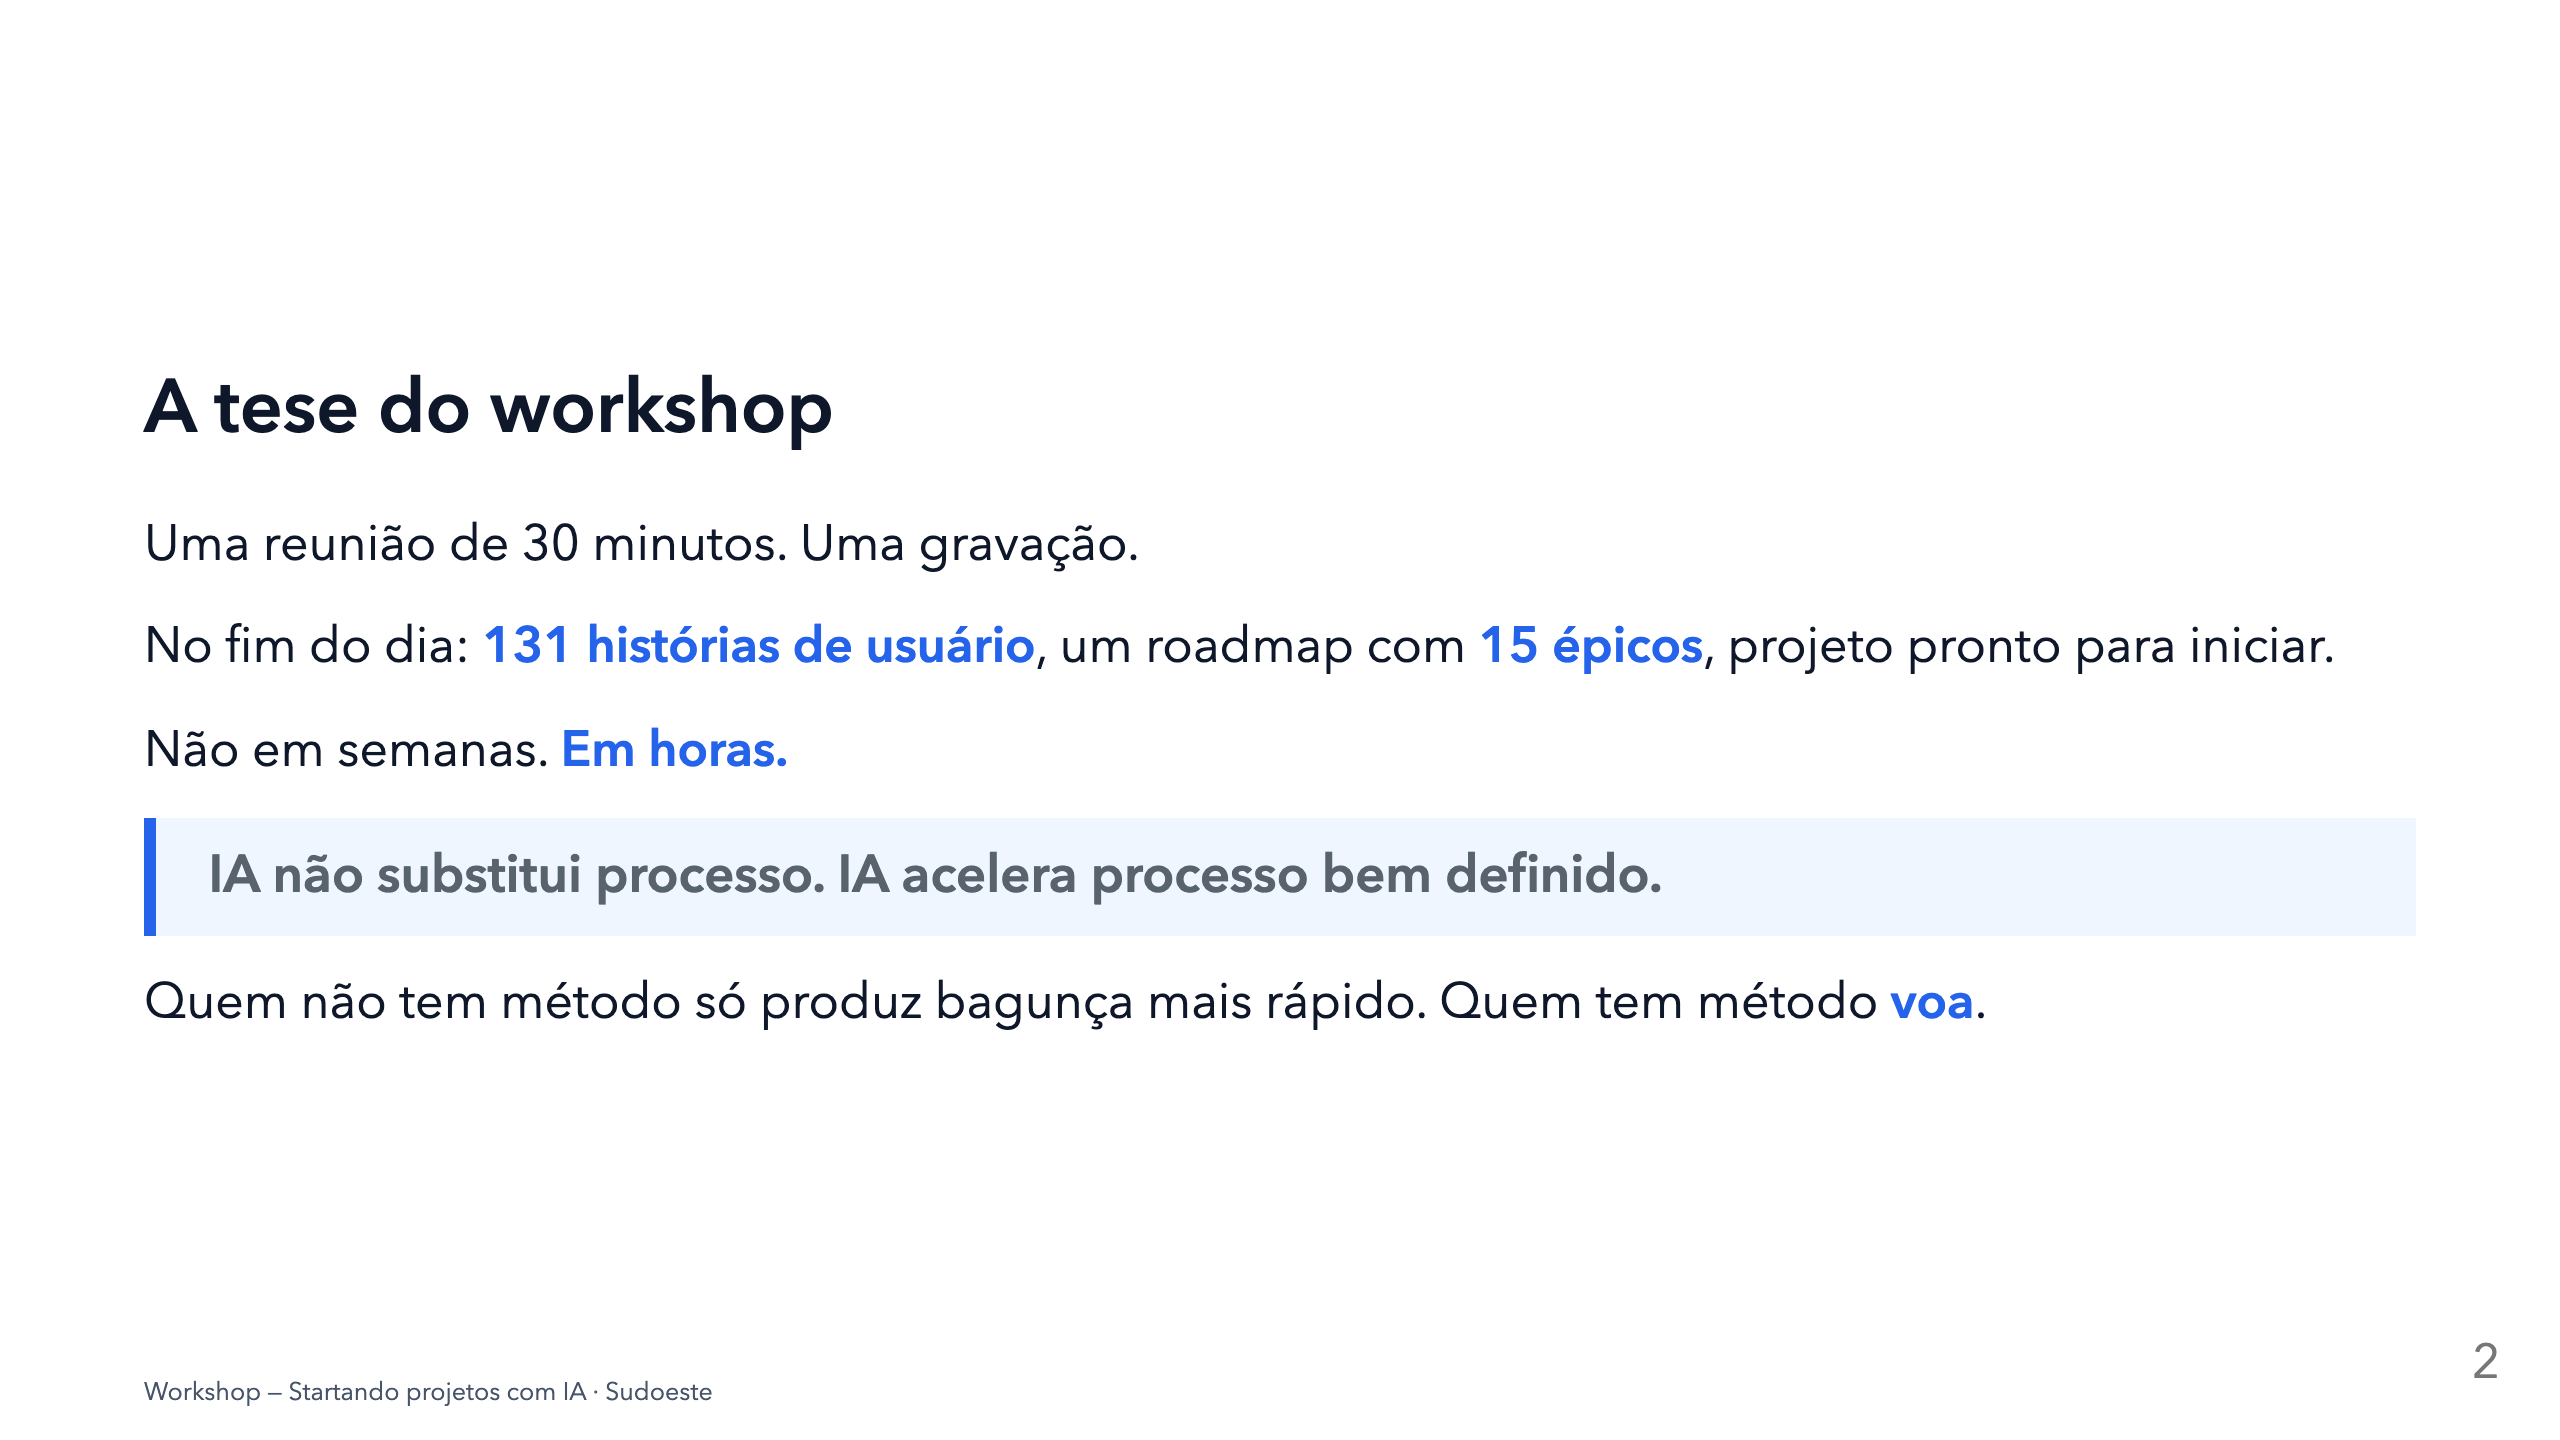 A tese do workshop
Uma reunião de 30 minutos. Uma gravação.
No fim do dia: 131 histórias de usuário, um roadmap com 15 épicos, projeto pronto para iniciar.
Não em semanas. Em horas.
IA não substitui processo. IA acelera processo bem definido.
Quem não tem método só produz bagunça mais rápido. Quem tem método voa.
Workshop — Startando projetos com IA · Sudoeste
2